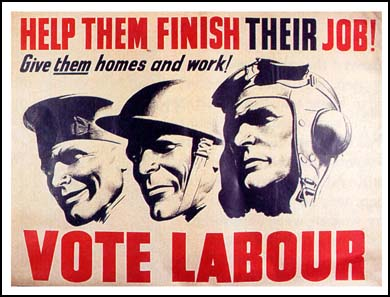 HELP THEM FINISH THEIR JOB!
Give them homes and work!
VOTE LABOUR